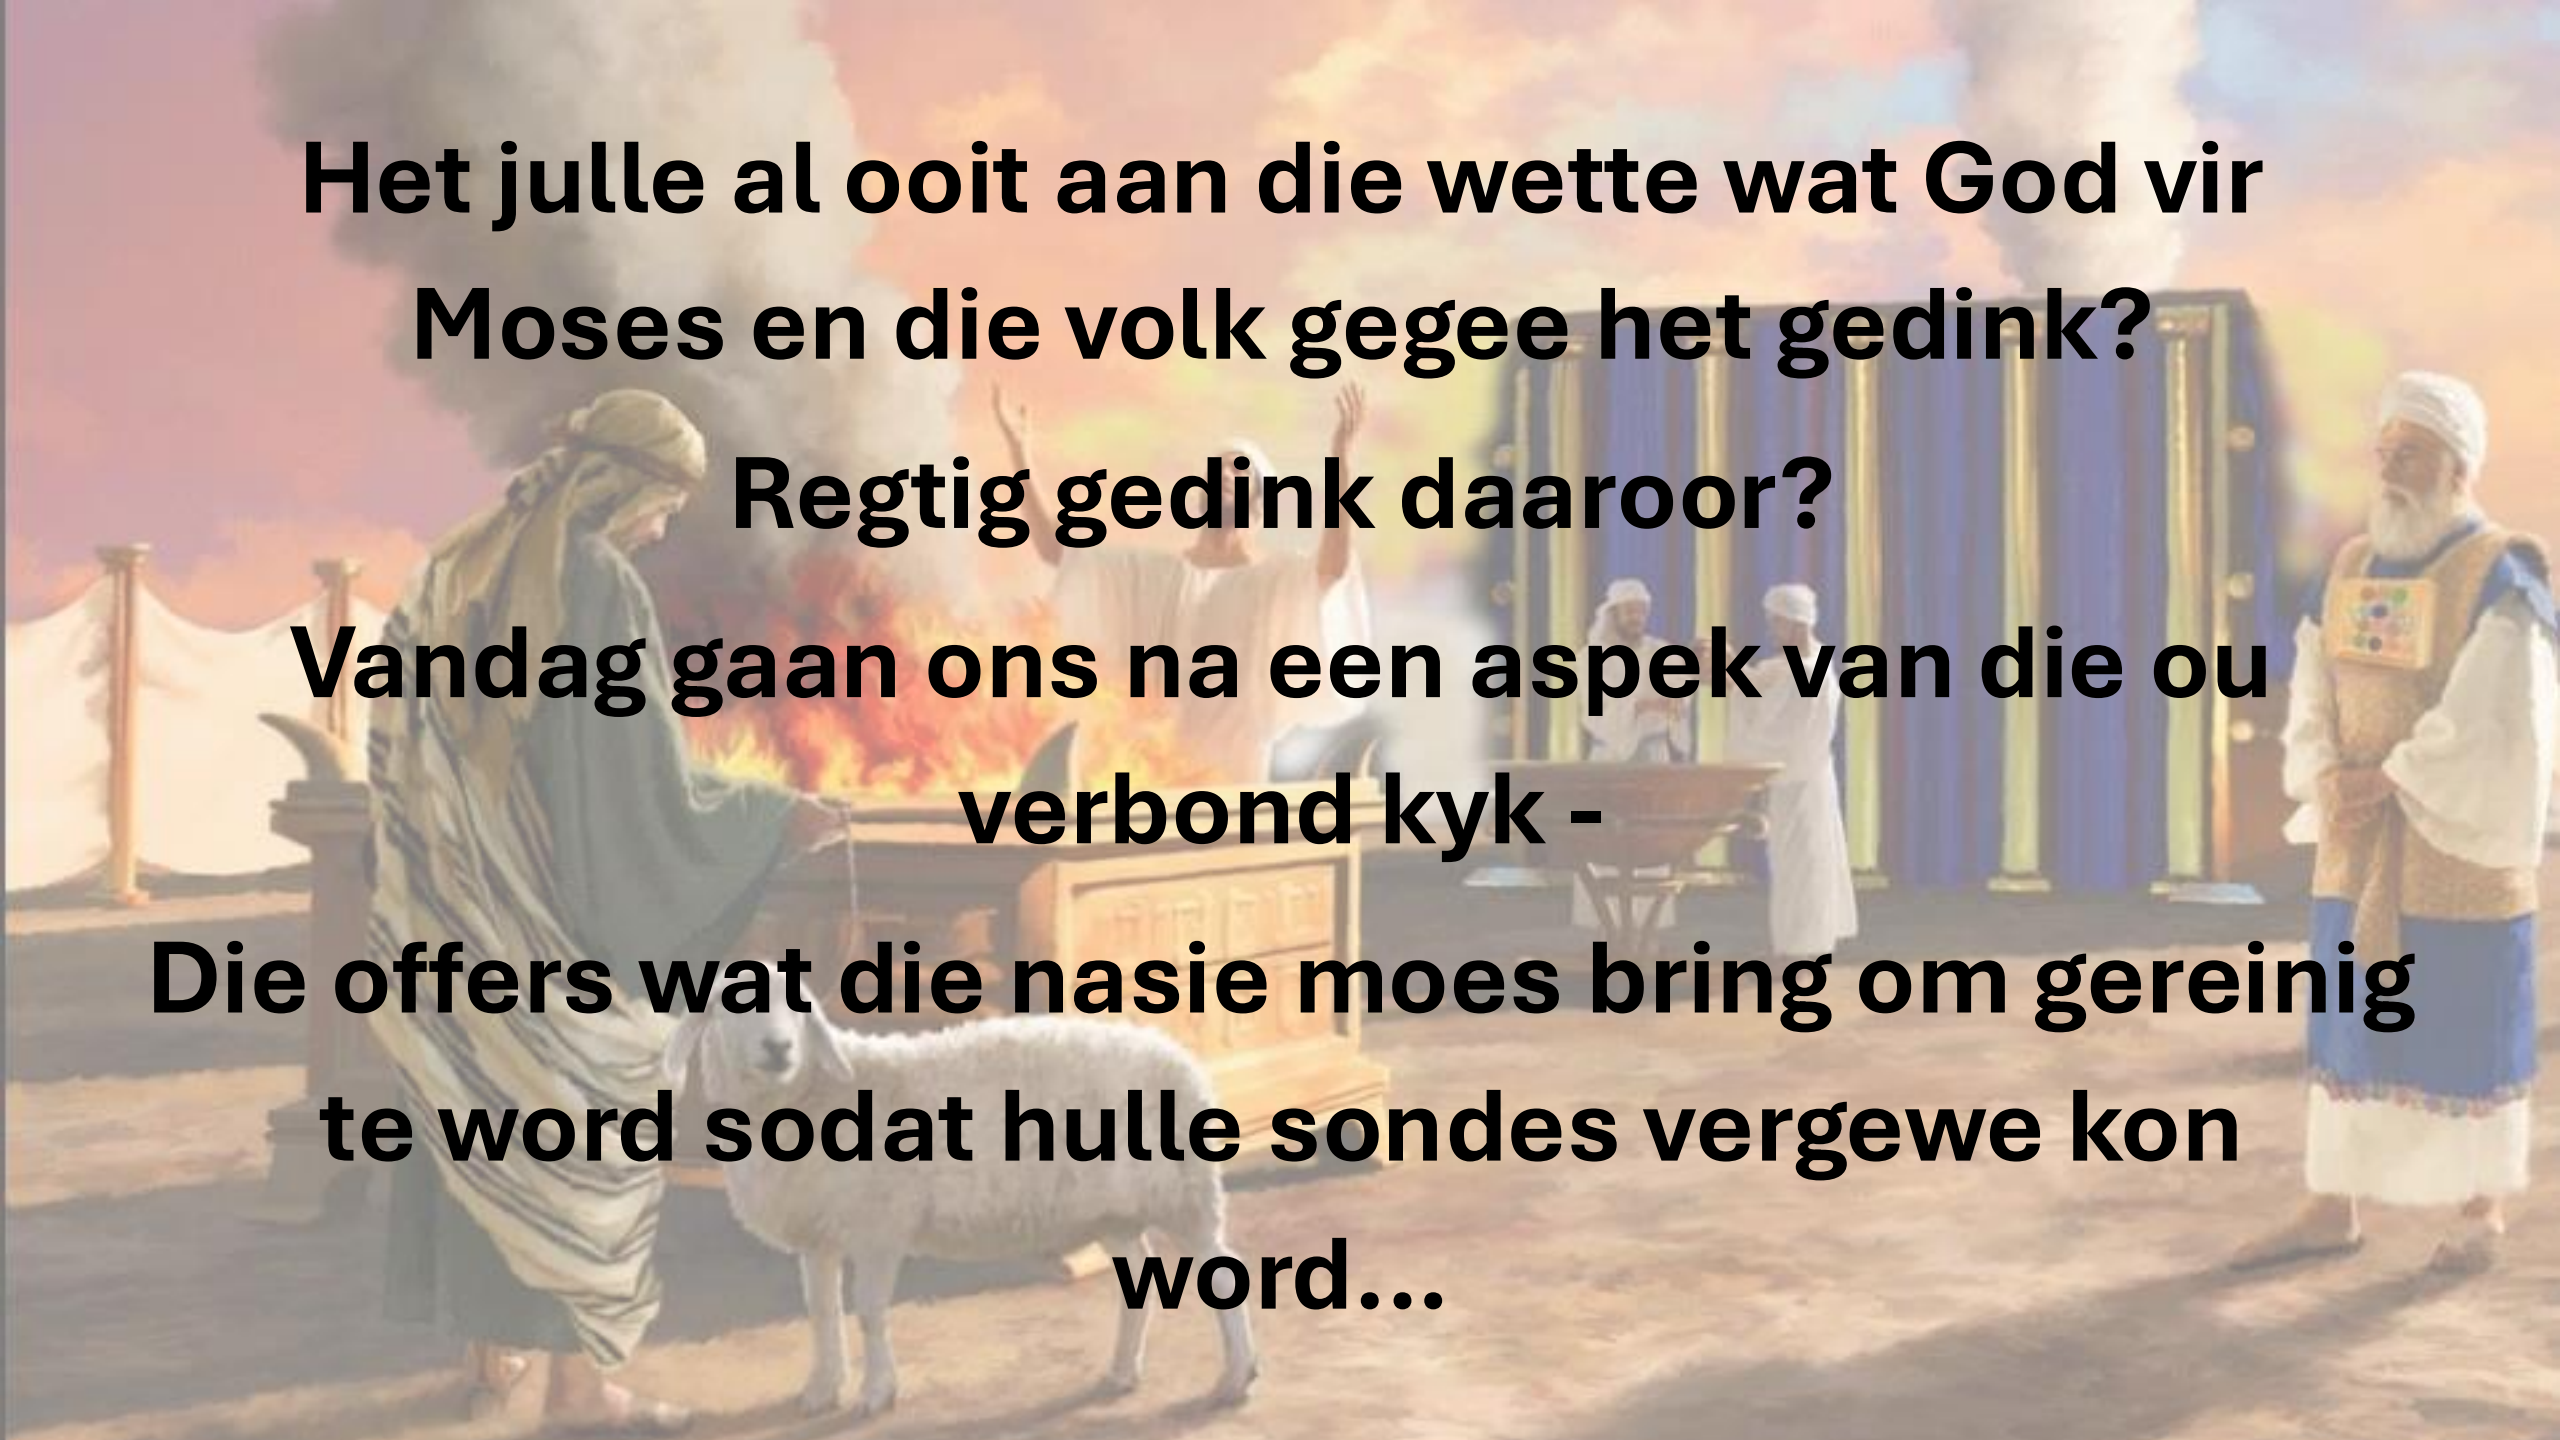 Het julle al ooit aan die wette wat God vir
Moses en die volk gegee het gedink?
Regtig gedink daaroor?
Vandag gaan ons na een aspek van die ou
verbond kyk -
Die offers wat die nasie moes bring om gereinig
te word sodat hulle sondes vergewe kon
word...